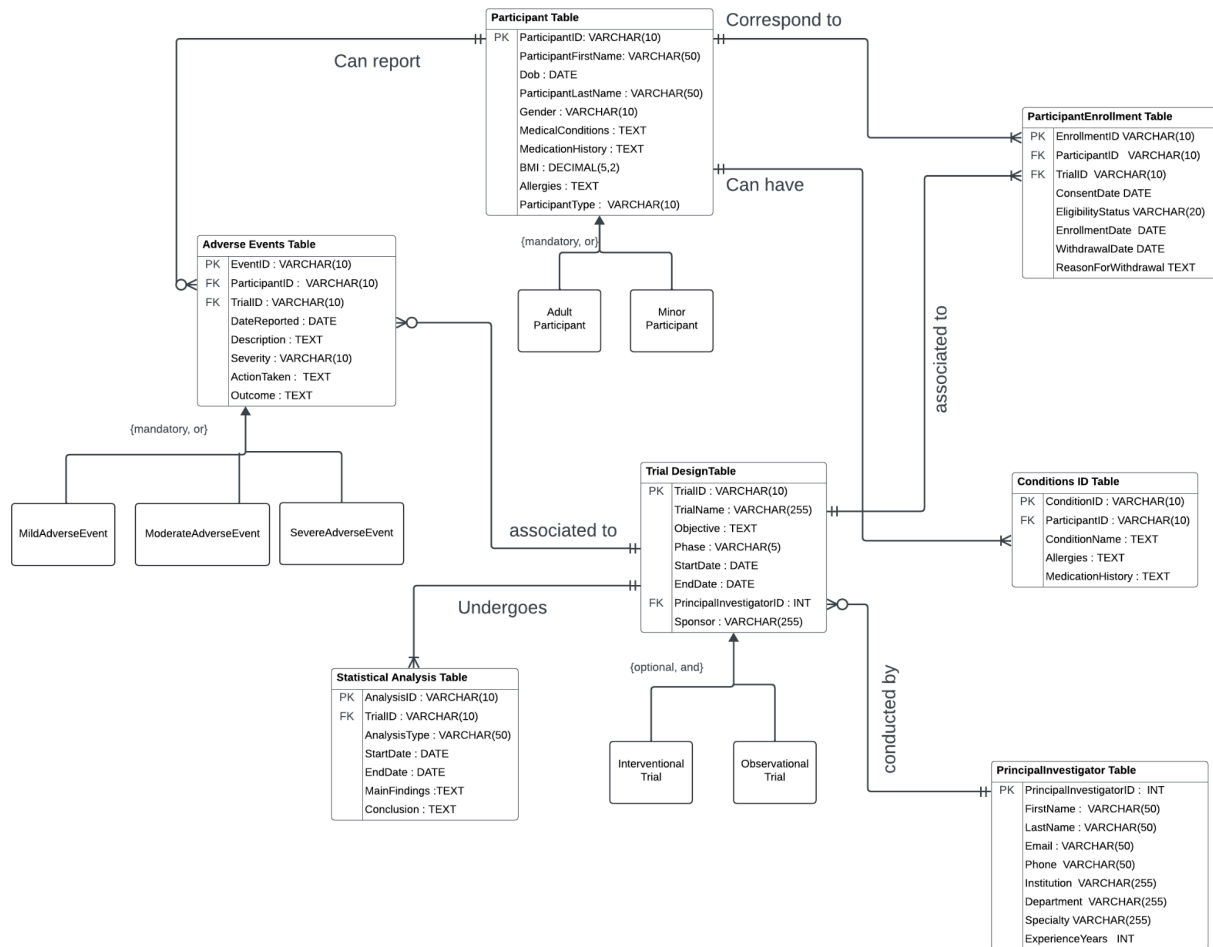 Participant Table
PK ParticipantID: VARCHAR(10)
ParticipantFirstName: VARCHAR(50)
Dob : DATE
ParticipantLastName : VARCHAR(50)
Gender : VARCHAR(10)
MedicalConditions : TEXT
MedicationHistory : TEXT
BMI : DECIMAL(5,2)
Allergies : TEXT
ParticipantType : VARCHAR(10)
Can report
Correspond to
Can have
{mandatory, or}
Adult
Participant
Minor
Participant
ParticipantEnrollment Table
PK EnrollmentID VARCHAR(10)
FK ParticipantID VARCHAR(10)
FK TrialID VARCHAR(10)
ConsentDate DATE
EligibilityStatus VARCHAR(20)
EnrollmentDate DATE
WithdrawalDate DATE
ReasonForWithdrawal TEXT
Adverse Events Table
PK EventID : VARCHAR(10)
FK ParticipantID : VARCHAR(10)
FK TrialID : VARCHAR(10)
DateReported : DATE
Description : TEXT
Severity : VARCHAR(10)
ActionTaken : TEXT
Outcome : TEXT
{mandatory, or}
MildAdverseEvent
ModerateAdverseEvent
SevereAdverseEvent
associated to
associated to
Trial DesignTable
PK TrialID : VARCHAR(10)
TrialName : VARCHAR(255)
Objective : TEXT
Phase : VARCHAR(5)
StartDate : DATE
EndDate : DATE
FK PrincipalInvestigatorID : INT
Sponsor : VARCHAR(255)
Conditions ID Table
PK ConditionID : VARCHAR(10)
FK ParticipantID : VARCHAR(10)
ConditionName : TEXT
Allergies : TEXT
MedicationHistory : TEXT
Undergoes
{optional, and}
Interventional
Trial
Observational
Trial
conducted by
Statistical Analysis Table
PK AnalysisID : VARCHAR(10)
FK TrialID : VARCHAR(10)
AnalysisType : VARCHAR(50)
StartDate : DATE
EndDate : DATE
MainFindings :TEXT
Conclusion : TEXT
PrincipalInvestigator Table
PK PrincipalInvestigatorID : INT
FirstName : VARCHAR(50)
LastName : VARCHAR(50)
Email : VARCHAR(50)
Phone VARCHAR(50)
Institution VARCHAR(255)
Department VARCHAR(255)
Specialty VARCHAR(255)
ExperienceYears INT